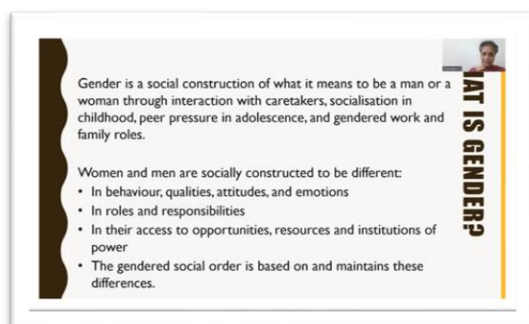 Gender is a social construction of what it means to be a man or a
woman through interaction with caretakers, socialisation in
childhood, peer pressure in adolescence, and gendered work and
family roles.
Women and men are socially constructed to be different:
• In behaviour, qualities, attitudes, and emotions
• In roles and responsibilities
• In their access to opportunities, resources and institutions of
power
• The gendered social order is based on and maintains these
differences.
IS GENDER?